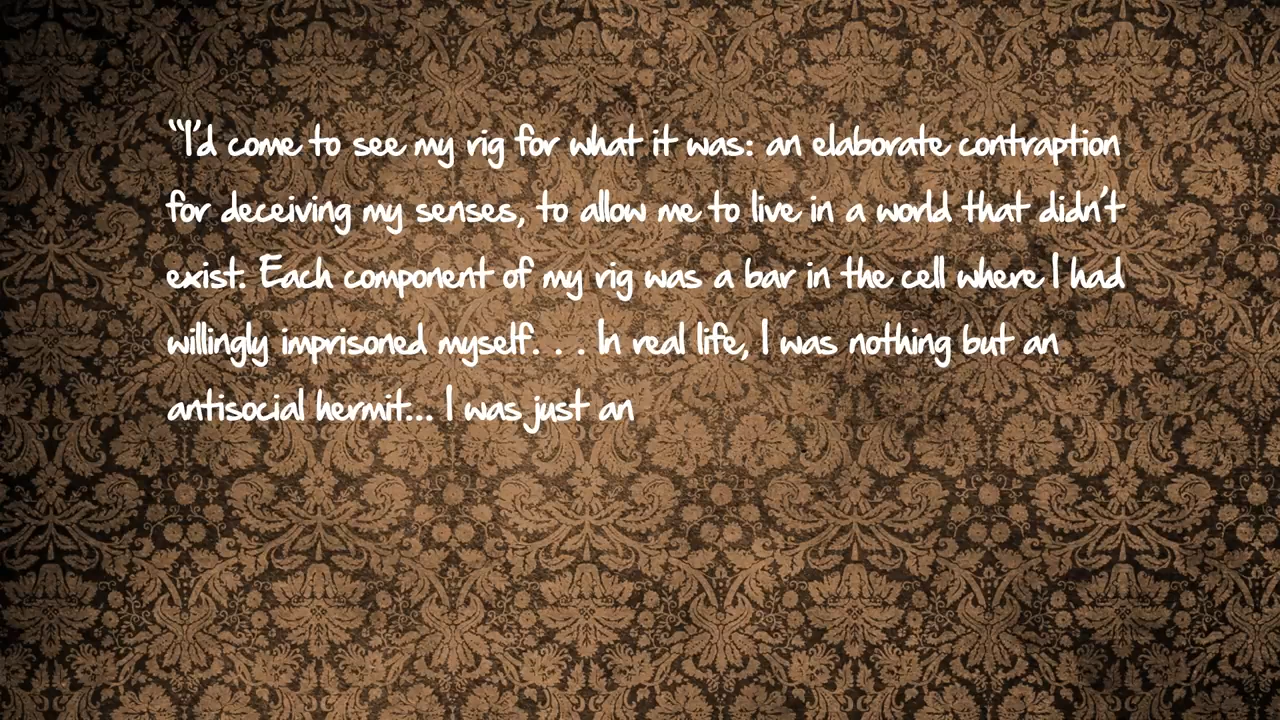 “I’d come to see my rig for what it was: an elaborate contraption
for deceiving my senses, to allow me to live in a world that didn’t
exist. Each component of my rig was a bar in the cell where I had
willingly imprisoned myself. . . In real life, I was nothing but an
antisocial hermit... I was just an